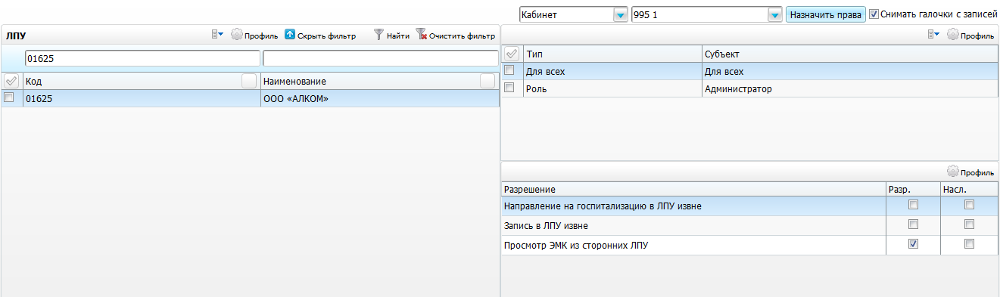 Кабинет 995 1 Назначить права Снимать галочки с записей
ЛПУ Профиль Скрыть фильтр Найти Очистить фильтр
01625
Код Наименование
01625 ООО «АЛКОМ»
Профиль
Тип Субъект
Для всех Для всех
Роль Администратор
Профиль
Разрешение Разр. Насл.
Направление на госпитализацию в ЛПУ извне
Запись в ЛПУ извне
Просмотр ЭМК из сторонних ЛПУ